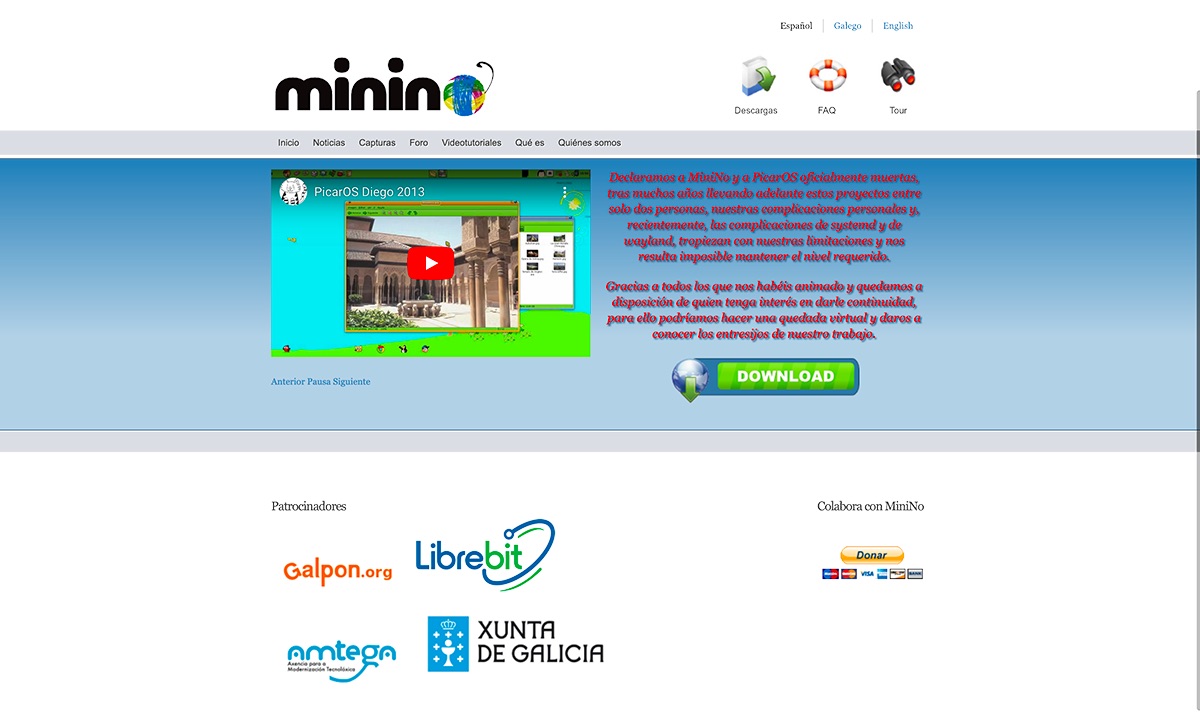 Español Galego English
minino
Descargas FAQ Tour
Inicio Noticias Capturas Foro Videotutoriales Qué es Quiénes somos
PicarOS Diego 2013
Declaramos a MiniNo y a PicarOS oficialmente muertas,
tras muchos años llevando adelante estos proyectos entre
solo dos personas, nuestras complicaciones personales y,
recientemente, las complicaciones de systemd y de
wayland, tropiezan con nuestras limitaciones y nos
resulta imposible mantener el nivel requerido.
Gracias a todos los que nos habéis animado y quedamos a
disposición de quien tenga interés en darle continuidad,
para ello podríamos hacer una quedada virtual y daros a
conocer los entresijos de nuestro trabajo.
DOWNLOAD
Anterior Pausa Siguiente
Patrocinadores
Colabora con MiniNo
Galpon.org
Librebit
Donar
VISA
amtega
Axencia para a
Modernización Tecnolóxica
XUNTA
DE GALICIA